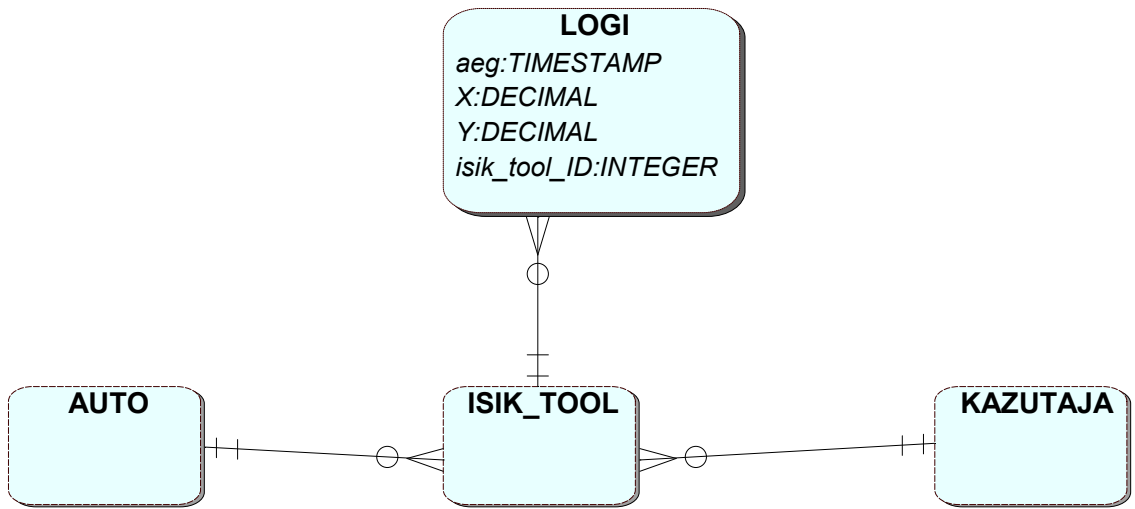 LOGI
aeg:TIMESTAMP
X:DECIMAL
Y:DECIMAL
isik_tool_ID:INTEGER
AUTO
ISIK_TOOL
KAZUTAJA